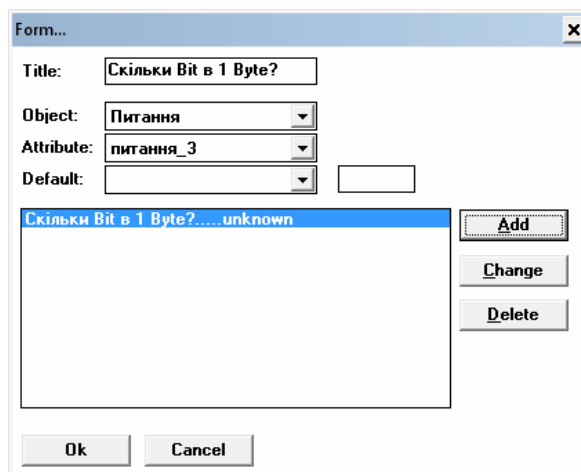 Form...
Title: Скільки Bit в 1 Byte?
Object: Питання
Attribute: питання_3
Default:
Скільки Bit в 1 Byte?.....unknown
Add
Change
Delete
Ok Cancel